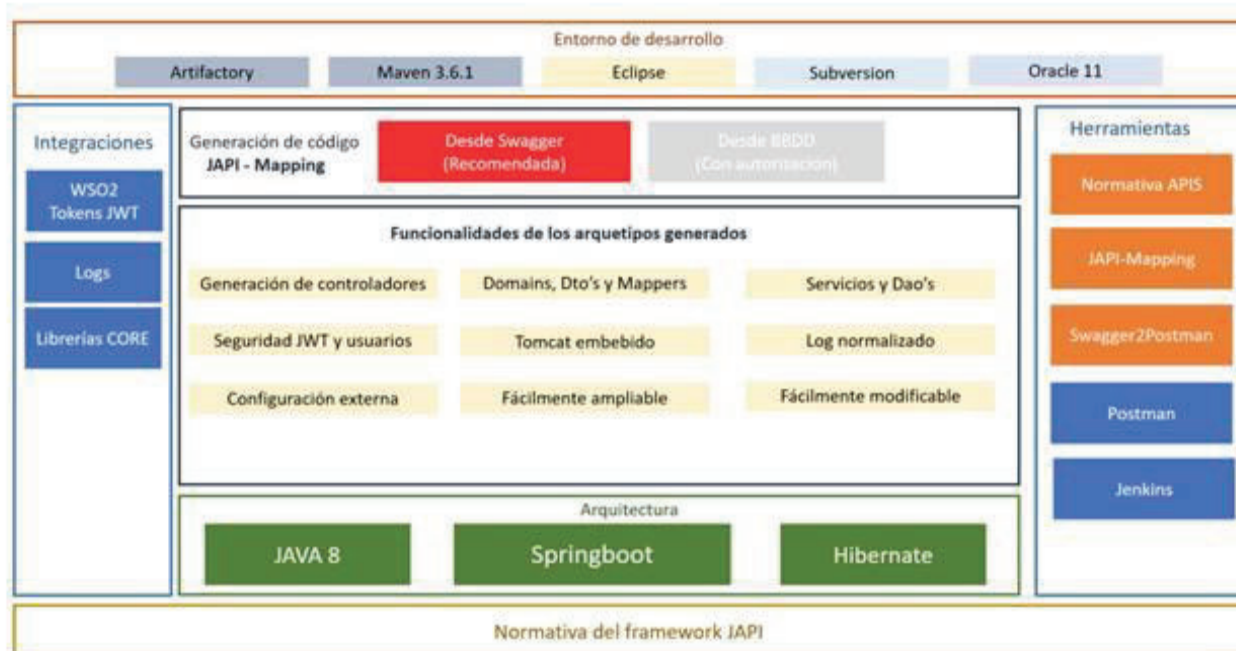 Entorno de desarrollo
Artifactory
Maven 3.6.1
Eclipse
Subversion
Oracle 11
Integraciones
WSO2
Tokens JWT
Logs
Librerías CORE
Generación de código
JAPI - Mapping
Desde Swagger
(Recomendada)
Desde BBDD
(Con autorización)
Funcionalidades de los arquetipos generados
Generación de controladores
Domains, Dto's y Mappers
Servicios y Dao's
Seguridad JWT y usuarios
Tomcat embebido
Log normalizado
Configuración externa
Fácilmente ampliable
Fácilmente modificable
Arquitectura
JAVA 8
Springboot
Hibernate
Herramientas
Normativa APIS
JAPI-Mapping
Swagger2Postman
Postman
Jenkins
Normativa del framework JAPI